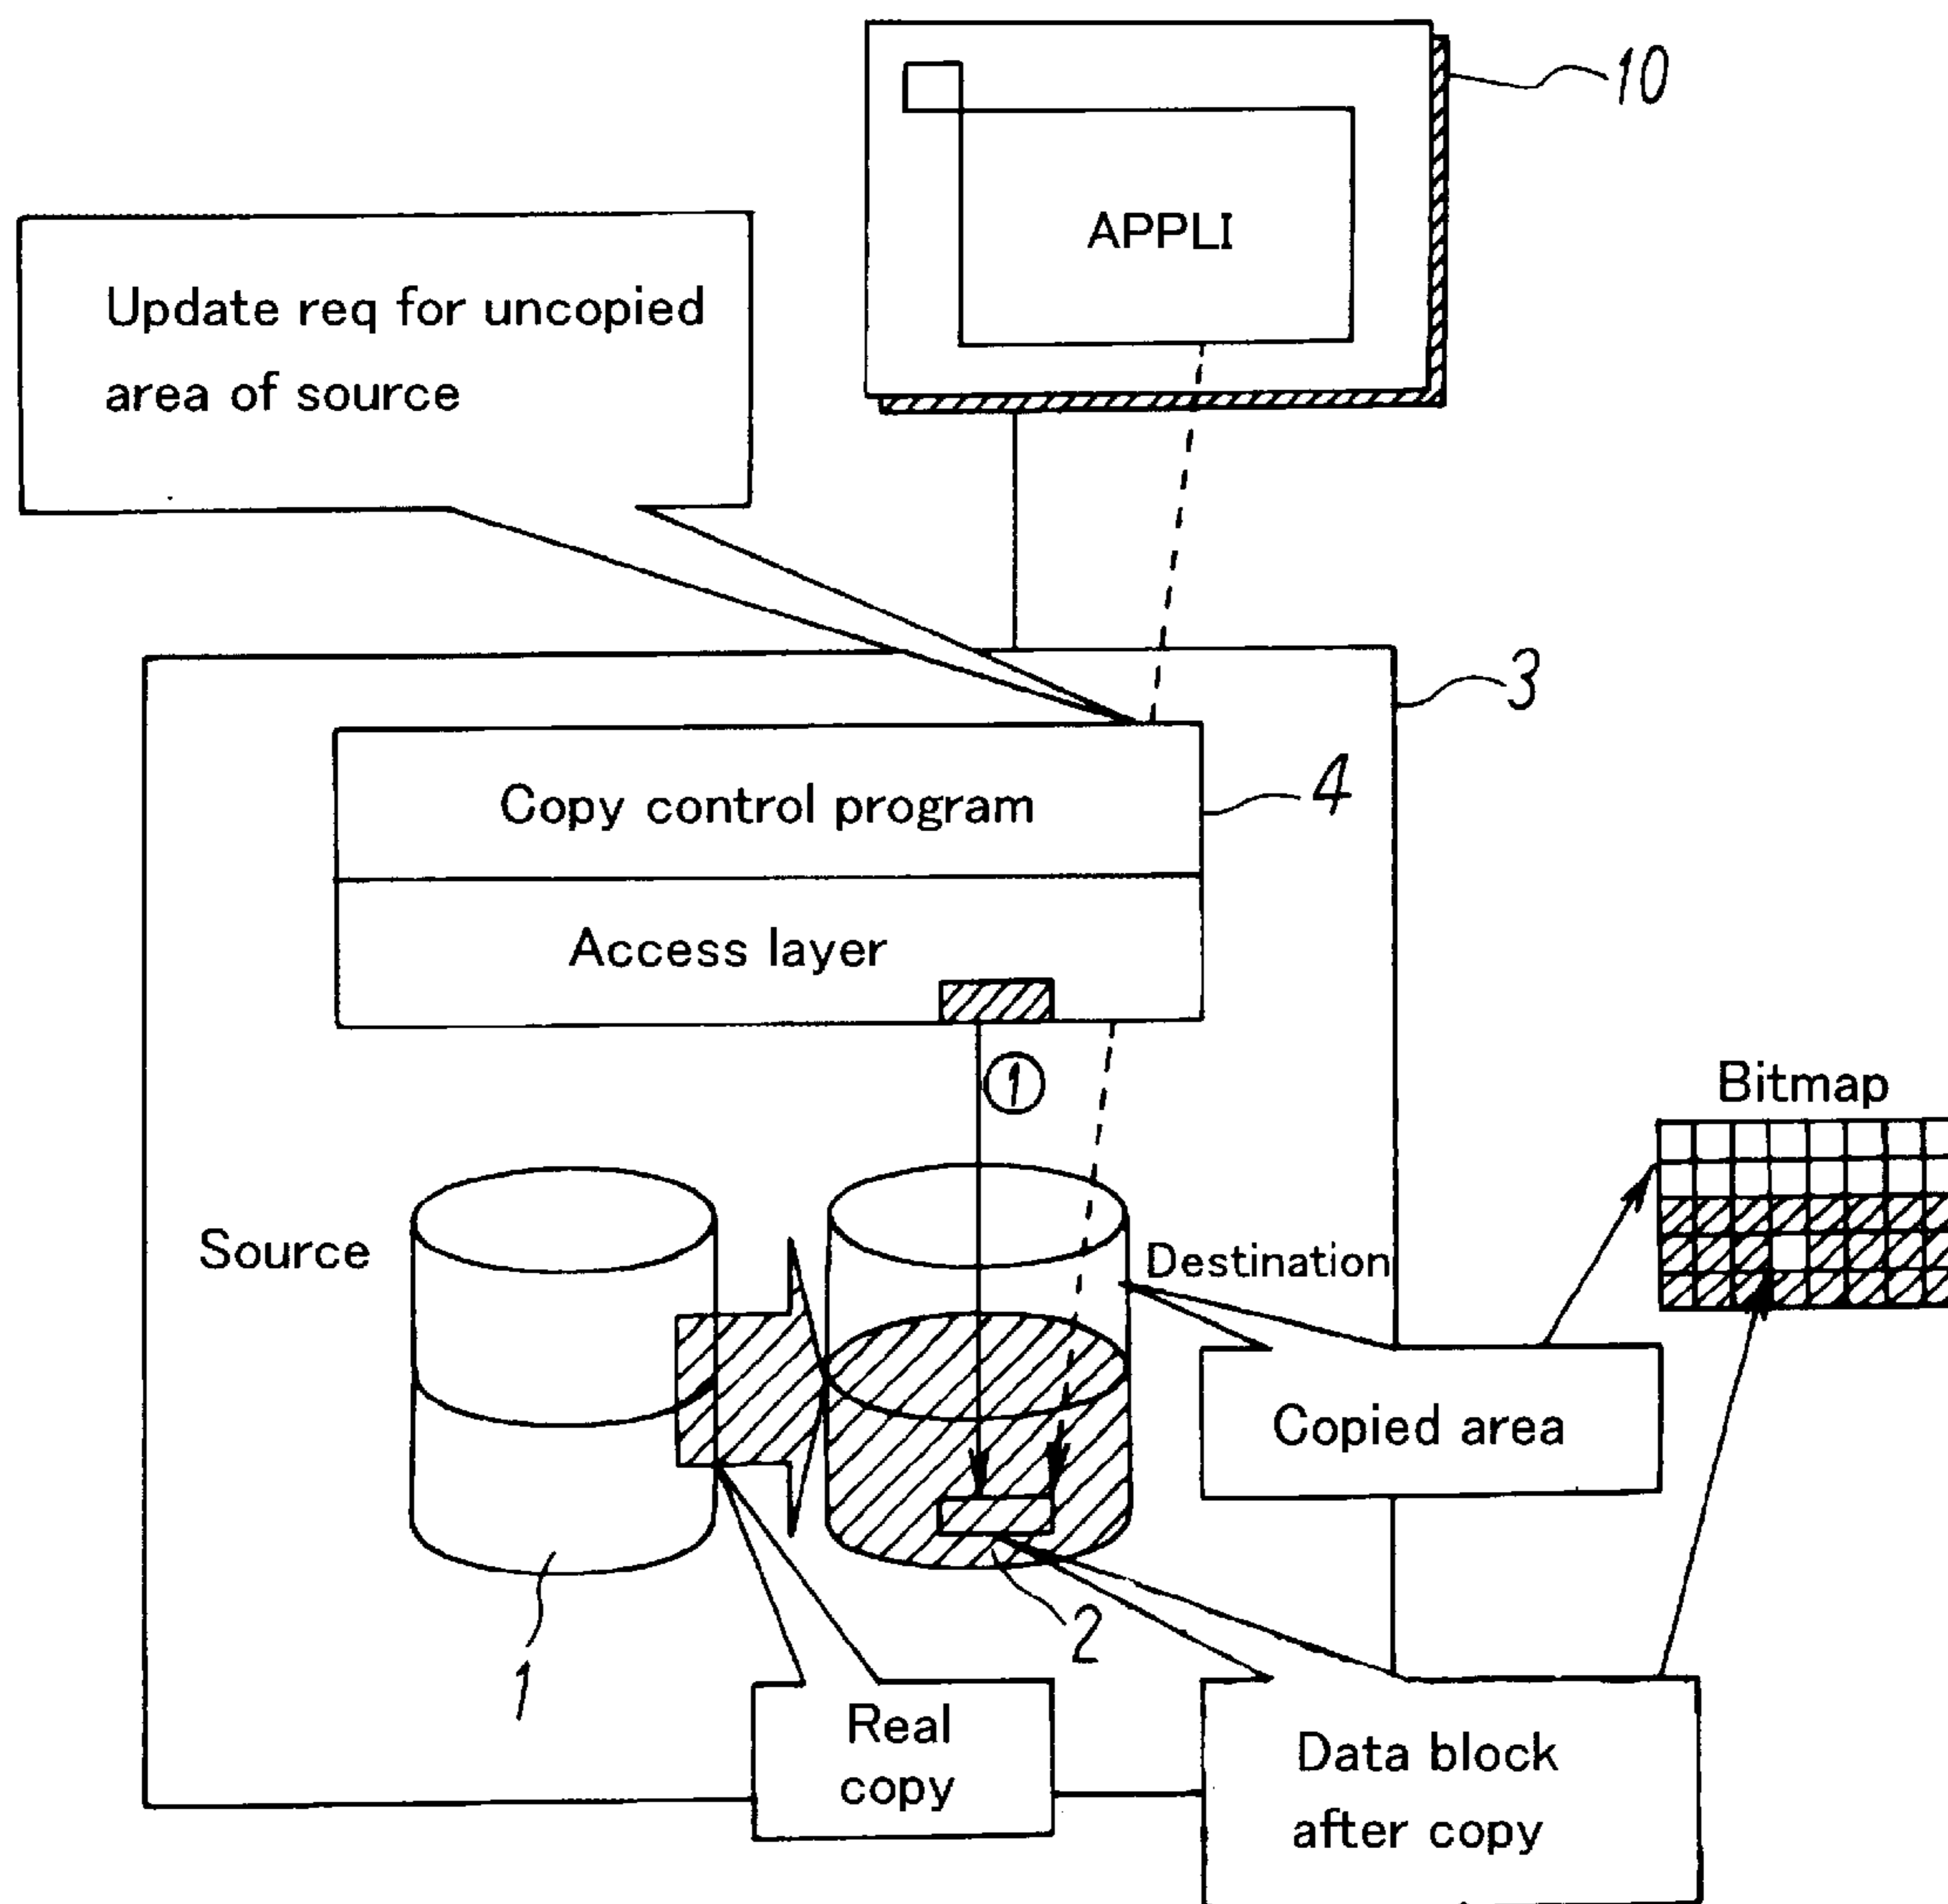 10
APPLI
Update req for uncopied
area of source
3
Copy control program
4
Access layer
1
Bitmap
Source
Destination
Copied area
2
1
Real
copy
Data block
after copy